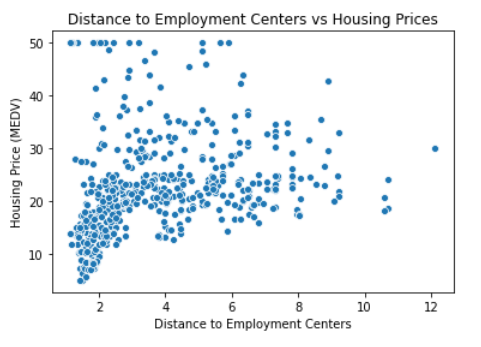 Distance to Employment Centers vs Housing Prices
50
40
30
20
10
Housing Price (MEDV)
2 4 6 8 10 12
Distance to Employment Centers